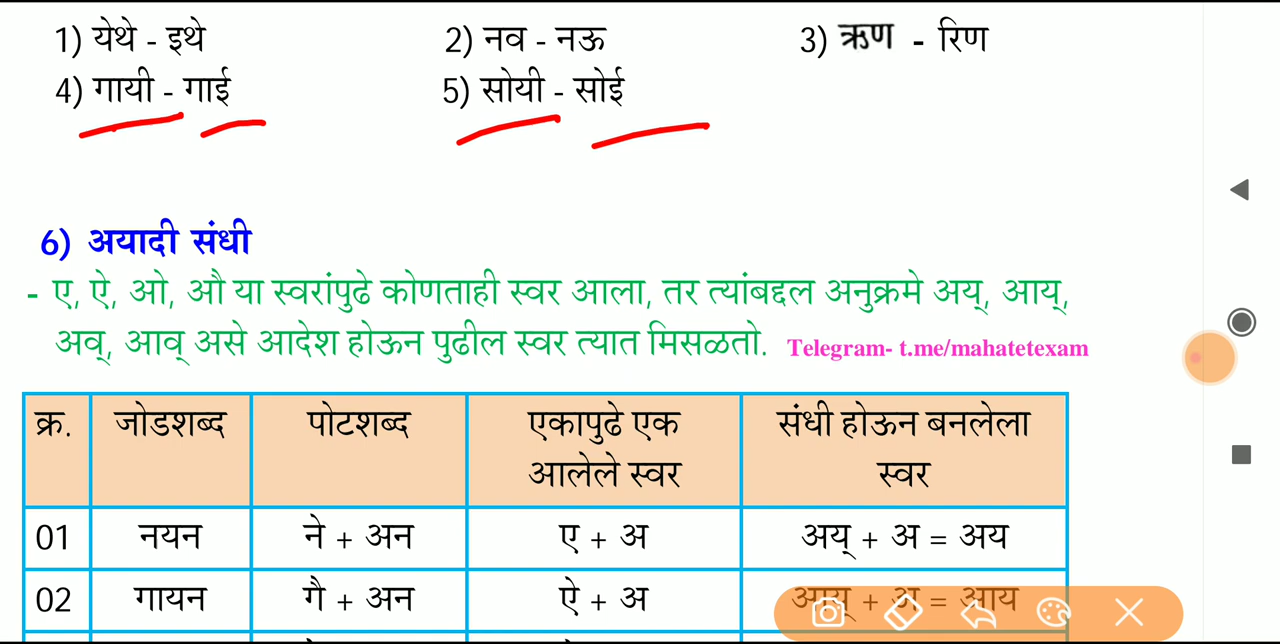 1) येथे - इथे 2) नव - नऊ 3) ऋण - रिण
4) गायी - गाई 5) सोयी - सोई
6) अयादी संधी
- ए, ऐ, ओ, औ या स्वरांपुढे कोणताही स्वर आला, तर त्यांबद्दल अनुक्रमे अय्, आय्,
अव्, आव् असे आदेश होऊन पुढील स्वर त्यात मिसळतो. Telegram- t.me/mahatetexam
क्र. जोडशब्द पोटशब्द एकापुढे एक आलेले स्वर संधी होऊन बनलेला स्वर
01 नयन ने + अन ए + अ अय् + अ = अय
02 गायन गै + अन ऐ + अ आय् + अ = आय